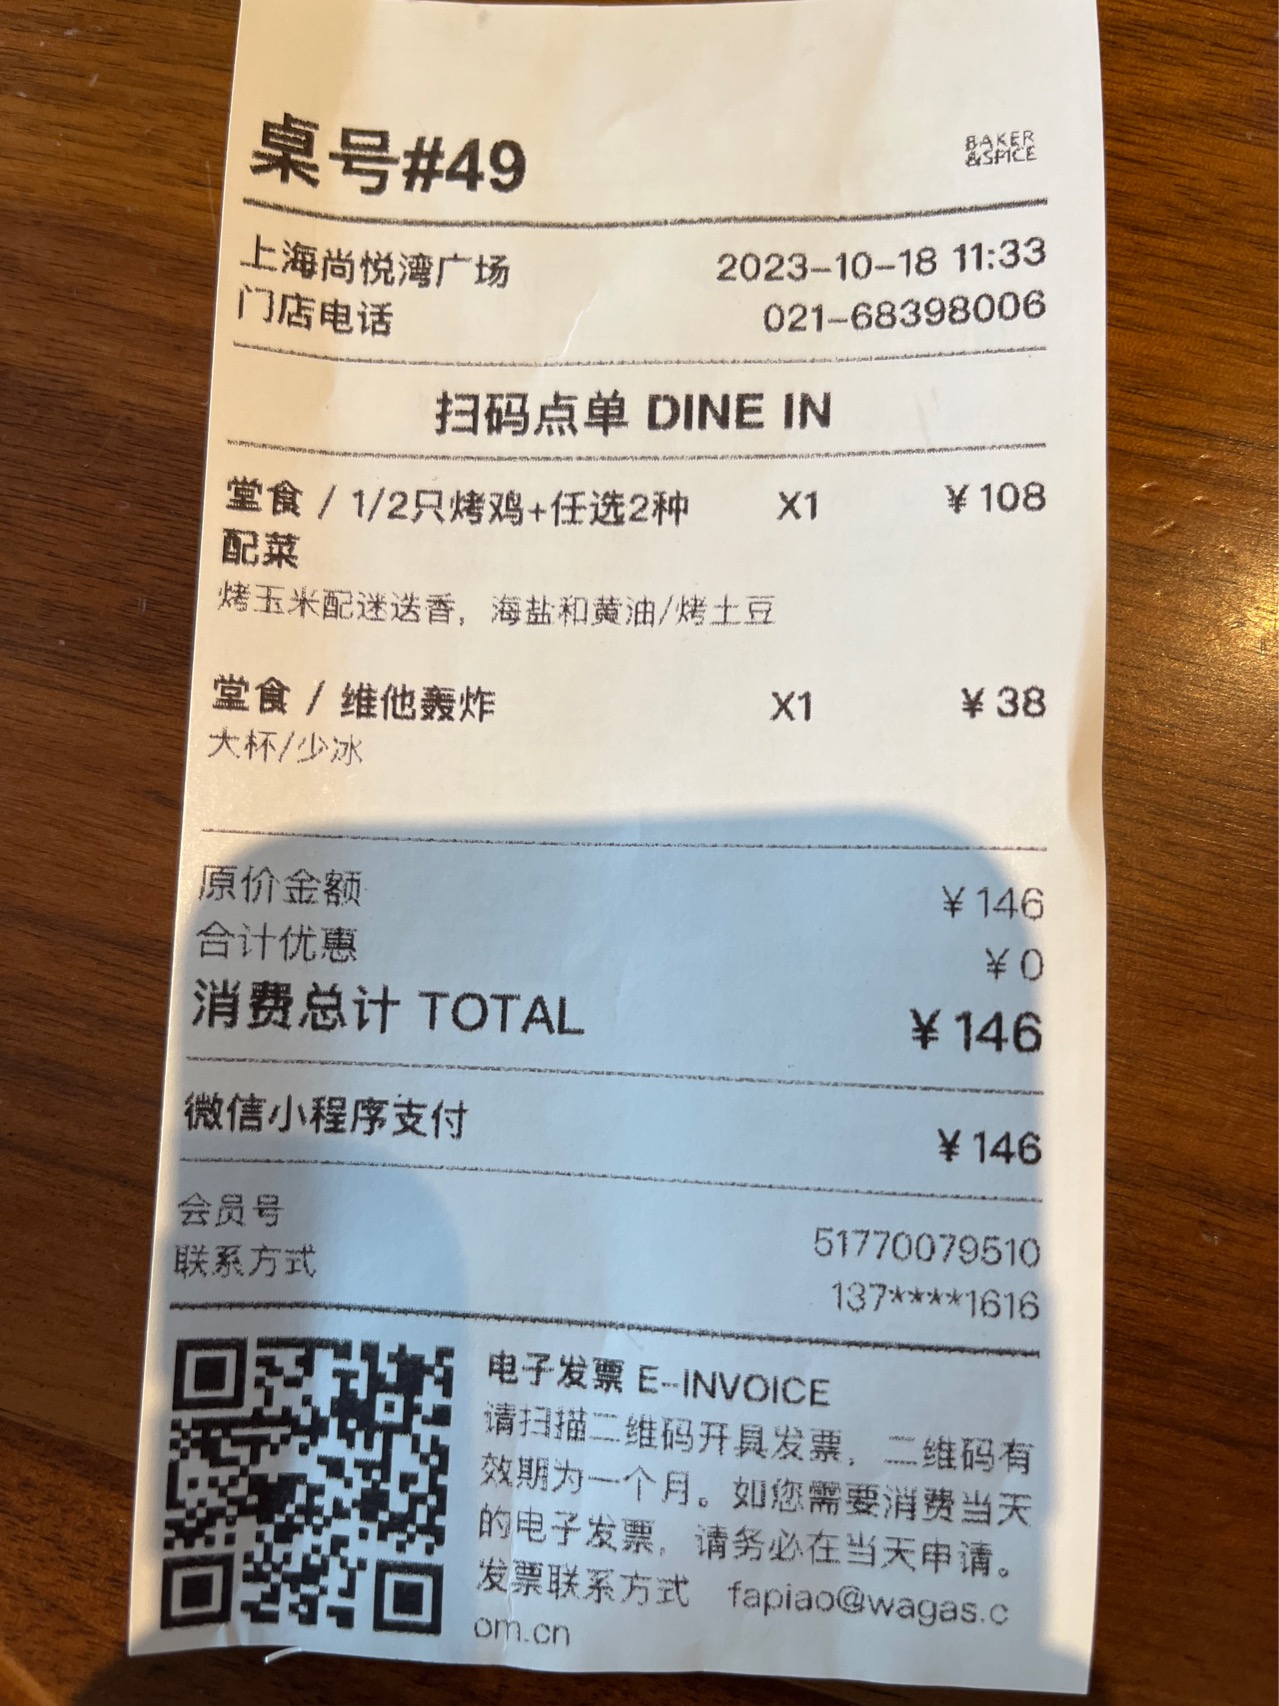 桌号#49
BAKER
&SPICE
上海尚悦湾广场 2023-10-18 11:33
门店电话 021-68398006
扫码点单 DINE IN
堂食 / 1/2只烤鸡+任选2种 X1 ¥108
配菜
烤玉米配迷迭香，海盐和黄油/烤土豆
堂食 / 维他轰炸 X1 ¥38
大杯/少冰
原价金额 ¥146
合计优惠 ¥0
消费总计 TOTAL ¥146
微信小程序支付 ¥146
会员号 51770079510
联系方式 137****1616
电子发票 E-INVOICE
请扫描二维码开具发票，二维码有
效期为一个月。如您需要消费当天
的电子发票，请务必在当天申请。
发票联系方式 fapiao@wagas.c
om.cn